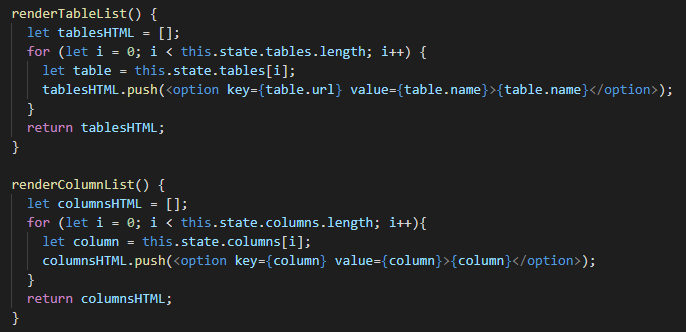 renderTableList() {
  let tablesHTML = [];
  for (let i = 0; i < this.state.tables.length; i++) {
    let table = this.state.tables[i];
    tablesHTML.push(<option key={table.url} value={table.name}>{table.name}</option>);
  }
  return tablesHTML;
}

renderColumnList() {
  let columnsHTML = [];
  for (let i = 0; i < this.state.columns.length; i++){
    let column = this.state.columns[i];
    columnsHTML.push(<option key={column} value={column}>{column}</option>);
  }
  return columnsHTML;
}